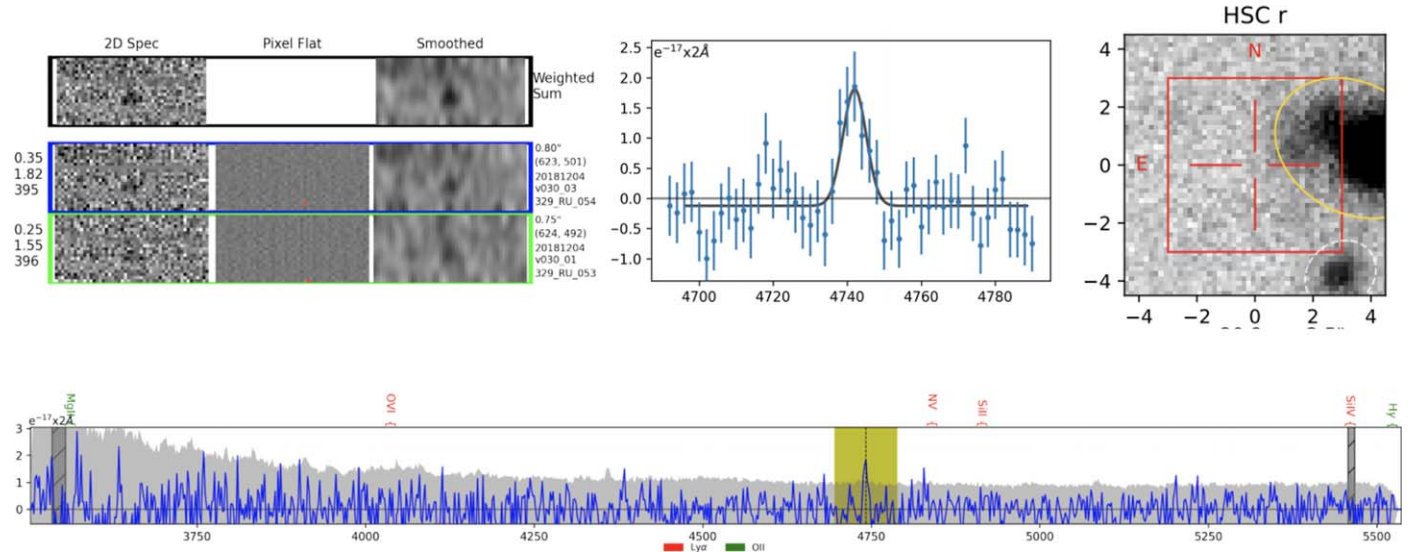 HSC r
2D Spec Pixel Flat Smoothed
Weighted
Sum
0.35
1.82
395
0.80"
(623, 501)
20181204
v030_03
329_RU_054
0.25
1.55
396
0.75"
(624, 492)
20181204
v030_01
329_RU_053
e⁻¹⁷x2Å
2.5
2.0
1.5
1.0
0.5
0.0
−0.5
−1.0
4700 4720 4740 4760 4780
N
E
4
2
0
−2
−4
−4 −2 0 2 4
MgII OVI { NV { SiII { SiIV { Hγ {
e⁻¹⁷x2Å
3
2
1
0
3750 4000 4250 4500 4750 5000 5250 5500
Lyα OII